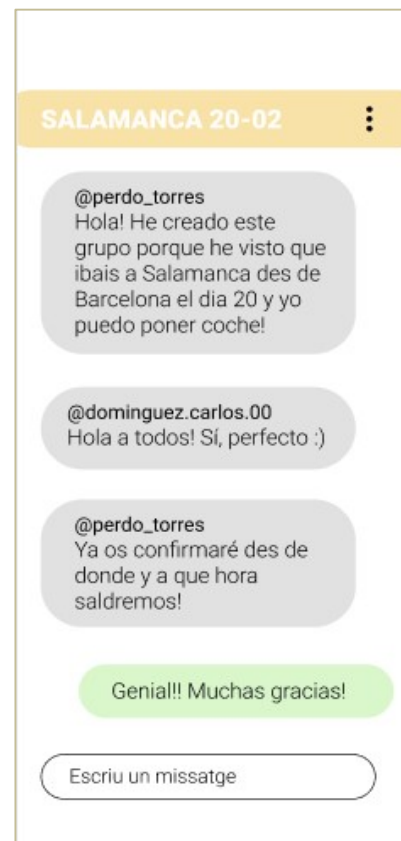 SALAMANCA 20-02
@perdo_torres
Hola! He creado este
grupo porque he visto que
ibais a Salamanca des de
Barcelona el dia 20 y yo
puedo poner coche!
@dominguez.carlos.00
Hola a todos! Sí, perfecto :)
@perdo_torres
Ya os confirmaré des de
donde y a que hora
saldremos!
Genial!! Muchas gracias!
Escriu un missatge